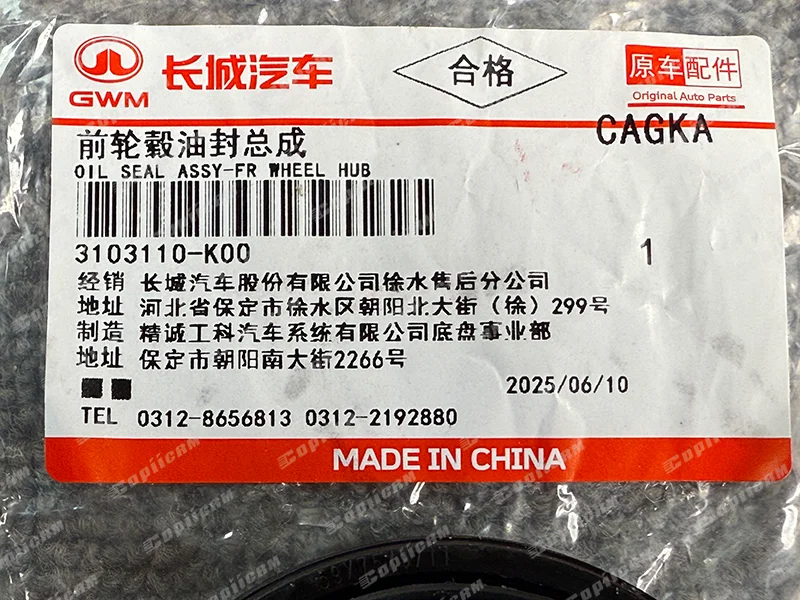 GWM
长城汽车
合格
原车配件
Original Auto Parts
CAGKA
前轮毂油封总成
OIL SEAL ASSY-FR WHEEL HUB
3103110-K00
1
经销 长城汽车股份有限公司徐水售后分公司
地址 河北省保定市徐水区朝阳北大街(徐)299号
制造 精诚工科汽车系统有限公司底盘事业部
地址 保定市朝阳南大街2266号
2025/06/10
TEL 0312-8656813 0312-2192880
MADE IN CHINA
Copiicam